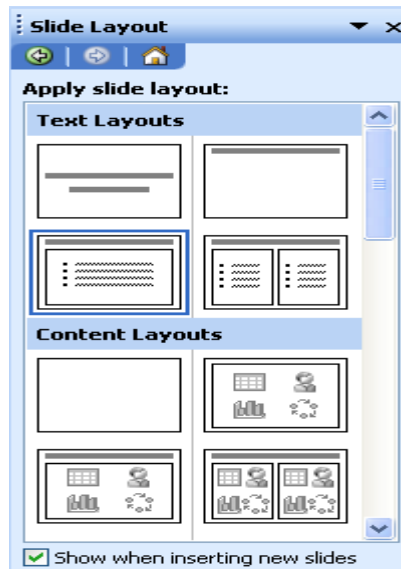 Slide Layout
Apply slide layout:
Text Layouts
Content Layouts
Show when inserting new slides